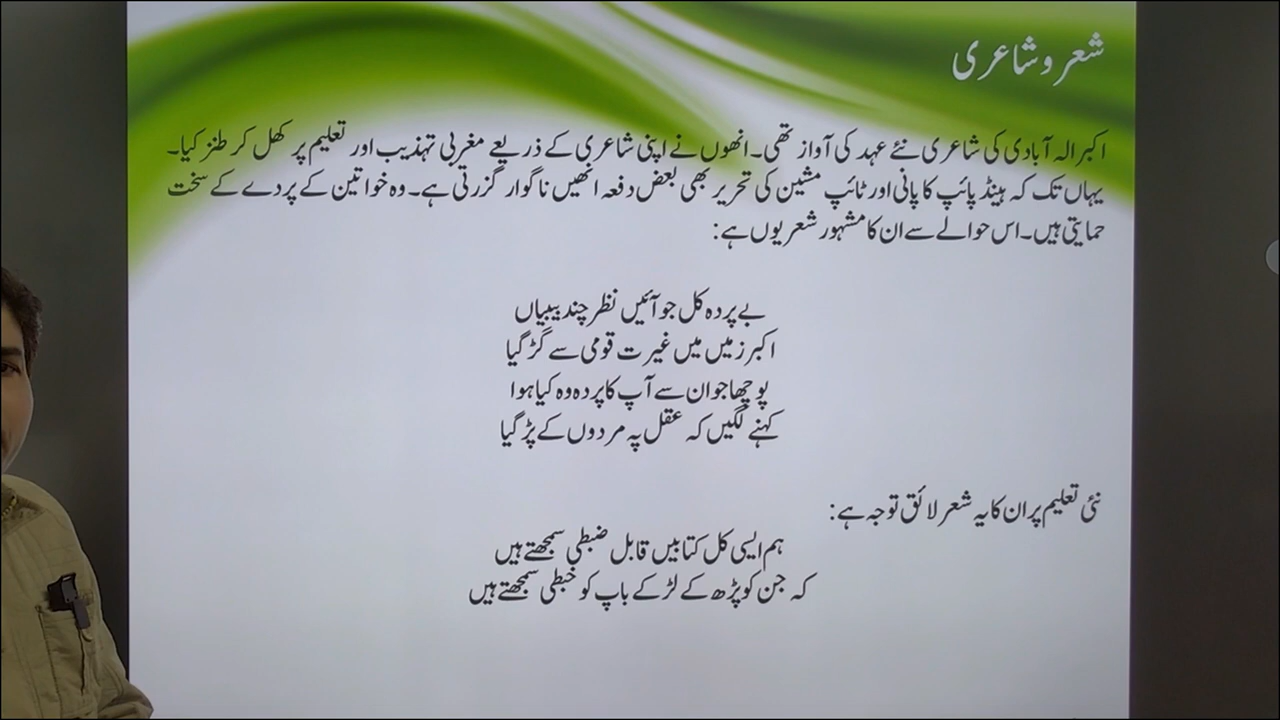 شعر و شاعری
اکبر الہ آبادی کی شاعری نئے عہد کی آواز تھی۔ انھوں نے اپنی شاعری کے ذریعے مغربی تہذیب اور تعلیم پر کھل کر طنز کیا۔
یہاں تک کہ ہینڈ پائپ کا پانی اور ٹائپ مشین کی تحریر بھی بعض دفعہ انھیں ناگوار گزرتی ہے۔ وہ خواتین کے پردے کے سخت
حمایتی ہیں۔ اس حوالے سے ان کا مشہور شعر یوں ہے:
بے پردہ کل جو آئیں نظر چند بیبیاں
اکبر زمیں میں غیرت قومی سے گڑ گیا
پوچھا جو ان سے آپ کا پردہ وہ کیا ہوا
کہنے لگیں کہ عقل پہ مردوں کے پڑ گیا
نئی تعلیم پر ان کا یہ شعر لائق توجہ ہے:
ہم ایسی کل کتابیں قابل ضبطی سمجھتے ہیں
کہ جن کو پڑھ کے لڑکے باپ کو خبطی سمجھتے ہیں